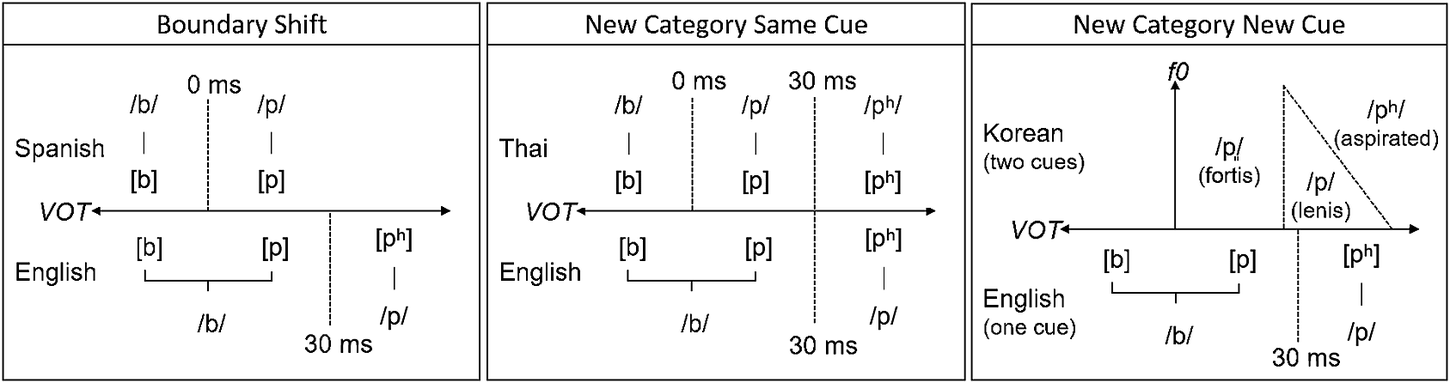 Boundary Shift
0 ms
/b/ /p/
Spanish
[b] [p]
VOT
[b] [p] [pʰ]
English
/b/ /p/
30 ms
New Category Same Cue
0 ms 30 ms
/b/ /p/ /pʰ/
Thai
[b] [p] [pʰ]
VOT
[b] [p] [pʰ]
English
/b/ /p/
30 ms
New Category New Cue
f0
Korean
(two cues)
/p͈/
(fortis)
/p/
(lenis)
/pʰ/
(aspirated)
VOT
[b] [p] [pʰ]
English
(one cue)
/b/ /p/
30 ms